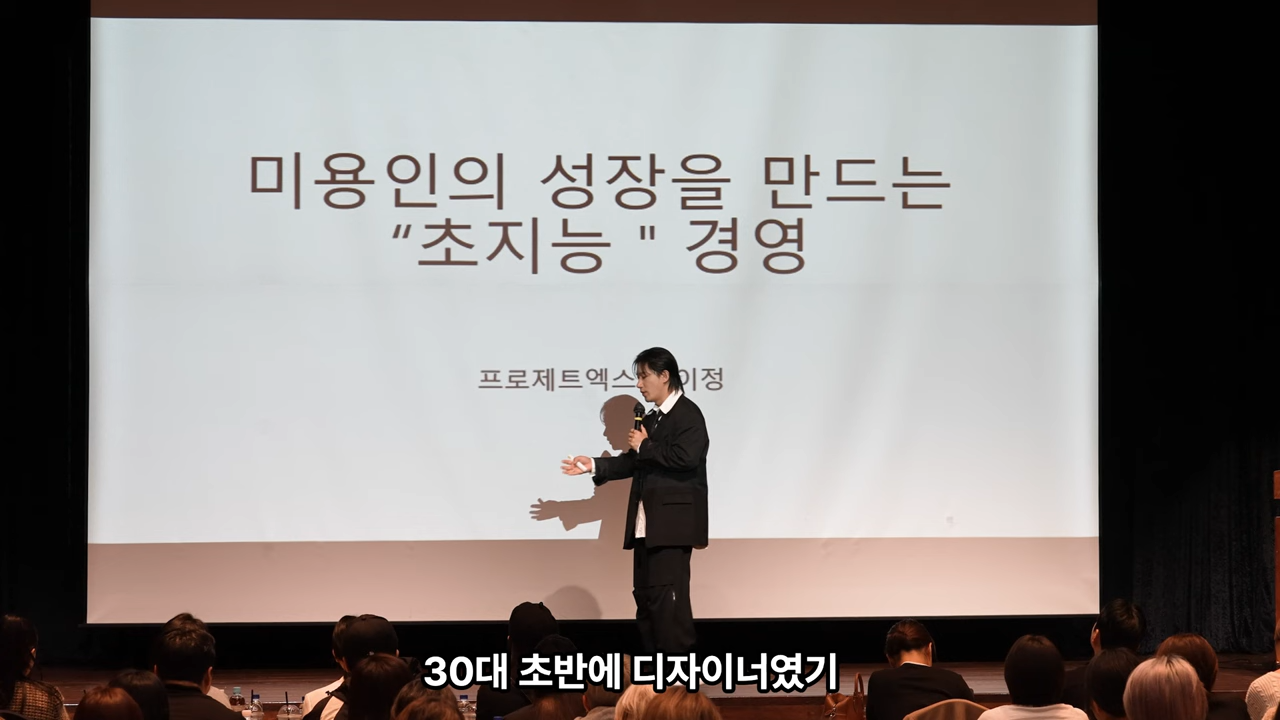 미용인의 성장을 만드는
“초지능 " 경영
프로제트엑스 이정
30대 초반에 디자이너였기